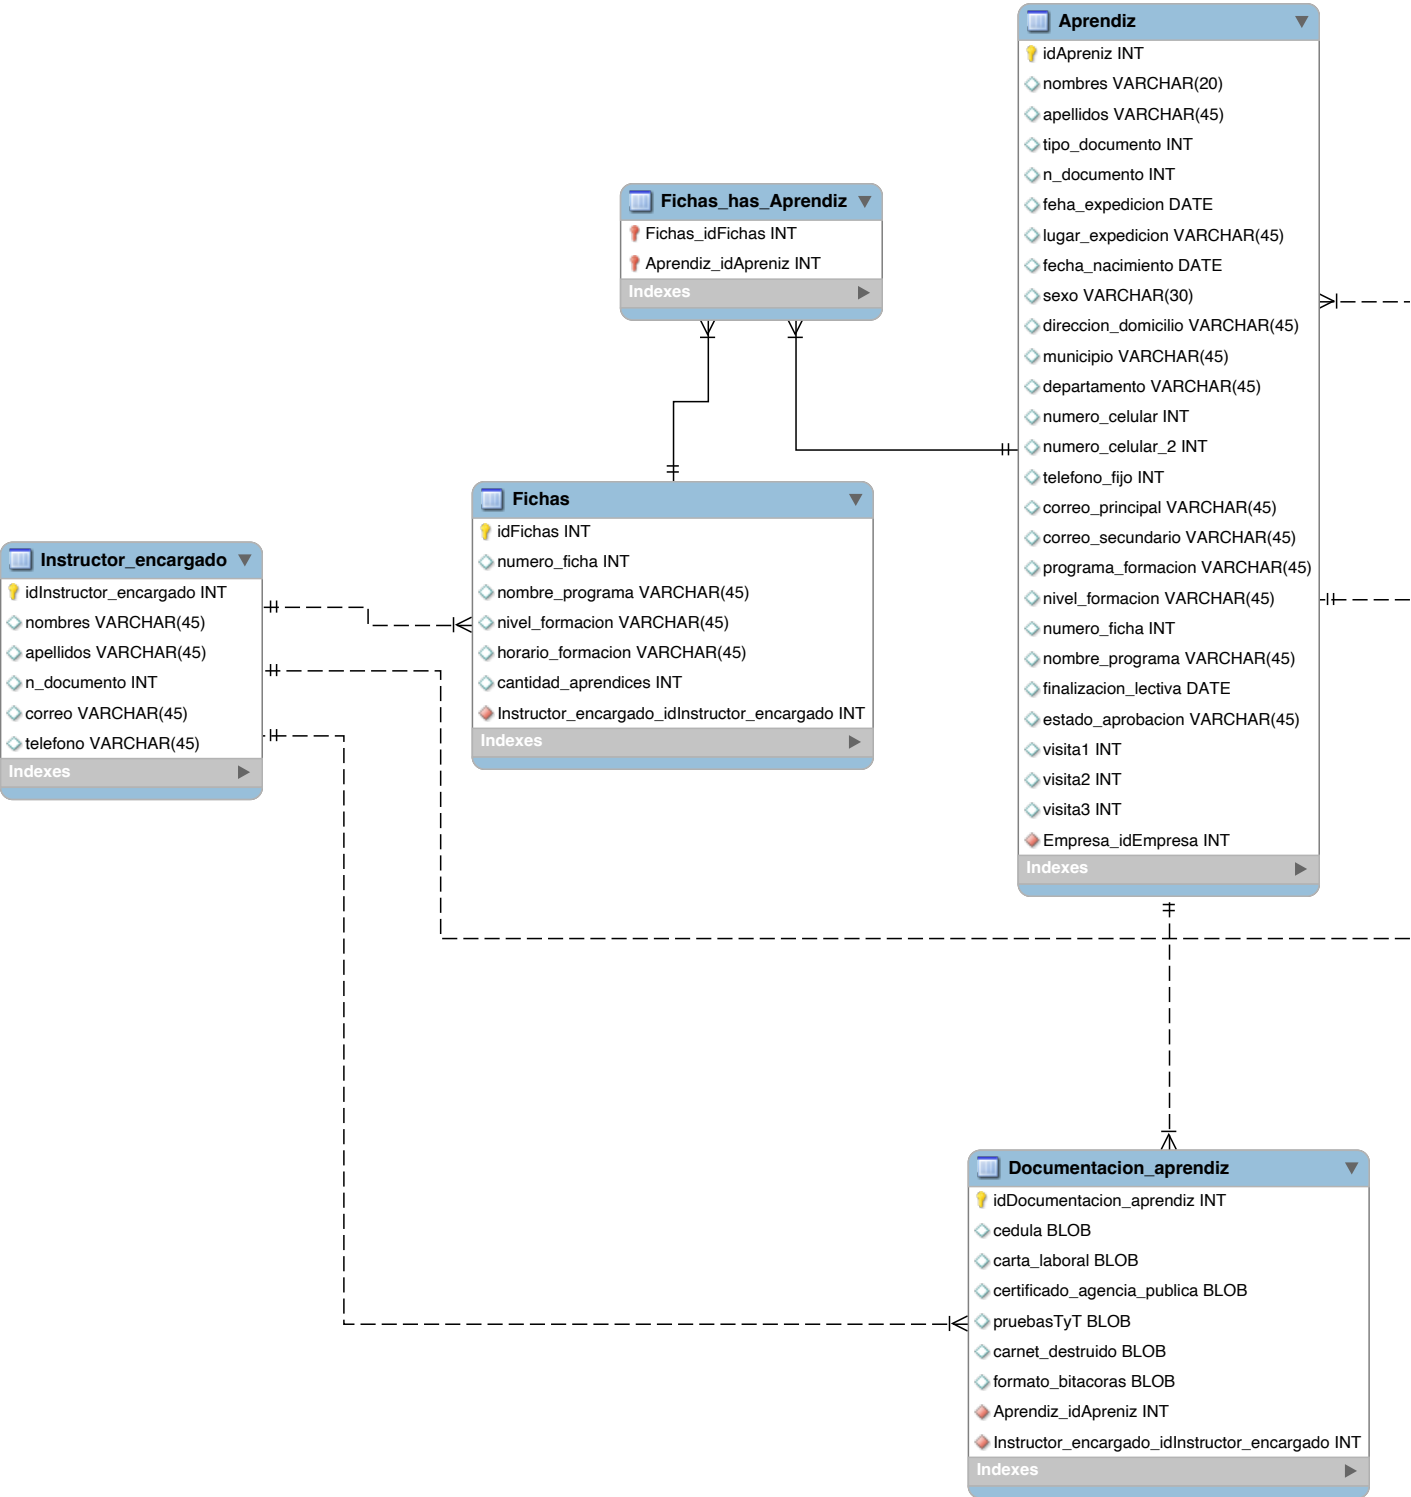 Aprendiz
idApreniz INT
nombres VARCHAR(20)
apellidos VARCHAR(45)
tipo_documento INT
n_documento INT
feha_expedicion DATE
lugar_expedicion VARCHAR(45)
fecha_nacimiento DATE
sexo VARCHAR(30)
direccion_domicilio VARCHAR(45)
municipio VARCHAR(45)
departamento VARCHAR(45)
numero_celular INT
numero_celular_2 INT
telefono_fijo INT
correo_principal VARCHAR(45)
correo_secundario VARCHAR(45)
programa_formacion VARCHAR(45)
nivel_formacion VARCHAR(45)
numero_ficha INT
nombre_programa VARCHAR(45)
finalizacion_lectiva DATE
estado_aprobacion VARCHAR(45)
visita1 INT
visita2 INT
visita3 INT
Empresa_idEmpresa INT
Indexes
Fichas_has_Aprendiz
Fichas_idFichas INT
Aprendiz_idApreniz INT
Indexes
Fichas
idFichas INT
numero_ficha INT
nombre_programa VARCHAR(45)
nivel_formacion VARCHAR(45)
horario_formacion VARCHAR(45)
cantidad_aprendices INT
Instructor_encargado_idInstructor_encargado INT
Indexes
Instructor_encargado
idInstructor_encargado INT
nombres VARCHAR(45)
apellidos VARCHAR(45)
n_documento INT
correo VARCHAR(45)
telefono VARCHAR(45)
Indexes
Documentacion_aprendiz
idDocumentacion_aprendiz INT
cedula BLOB
carta_laboral BLOB
certificado_agencia_publica BLOB
pruebasTyT BLOB
carnet_destruido BLOB
formato_bitacoras BLOB
Aprendiz_idApreniz INT
Instructor_encargado_idInstructor_encargado INT
Indexes